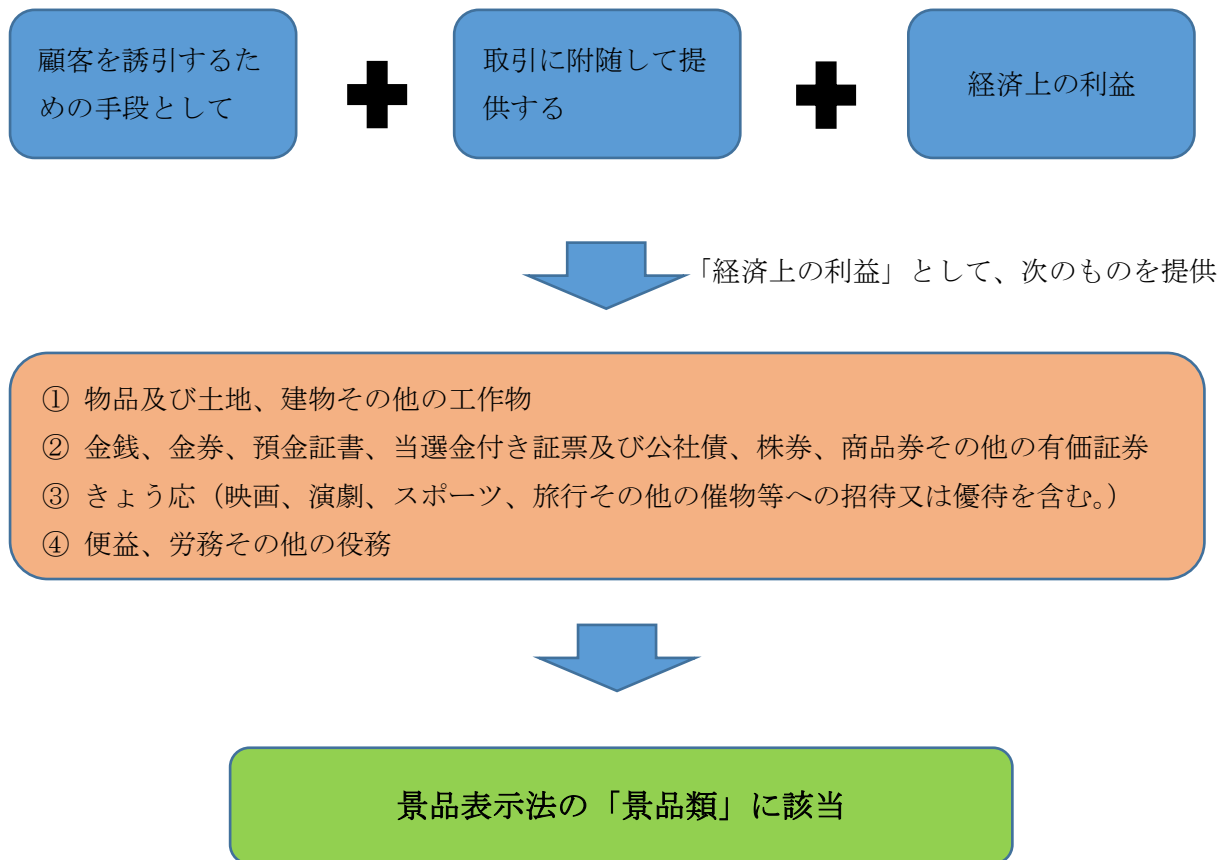 顧客を誘引するた
めの手段として
取引に附随して提
供する
経済上の利益
「経済上の利益」として、次のものを提供
① 物品及び土地、建物その他の工作物
② 金銭、金券、預金証書、当選金付き証票及び公社債、株券、商品券その他の有価証券
③ きょう応（映画、演劇、スポーツ、旅行その他の催物等への招待又は優待を含む。）
④ 便益、労務その他の役務
景品表示法の「景品類」に該当